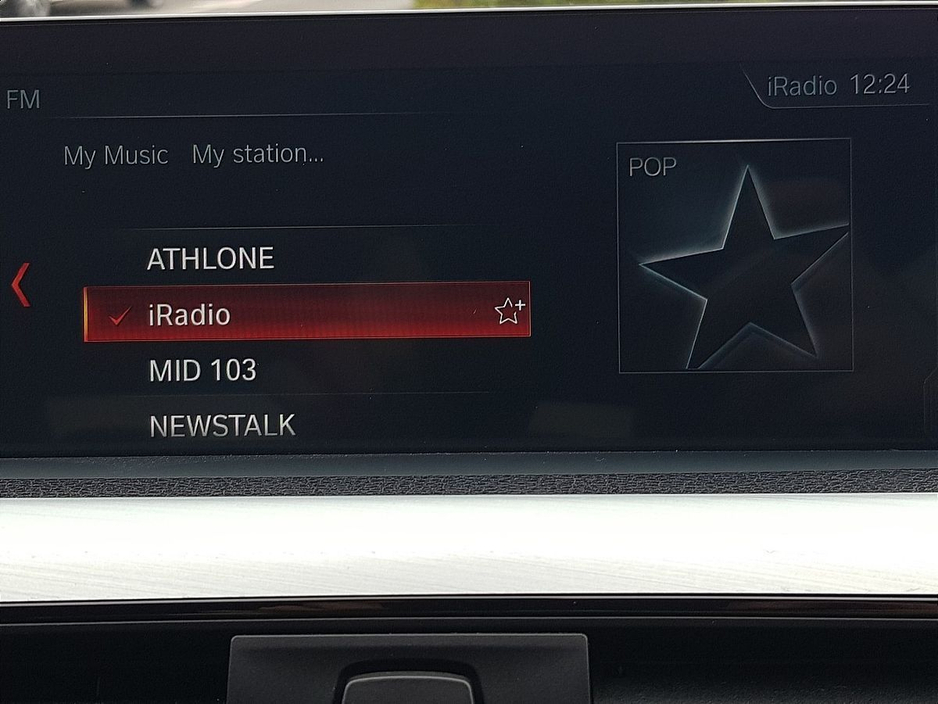 FM
iRadio 12:24
My Music My station...
POP
ATHLONE
iRadio
MID 103
NEWSTALK